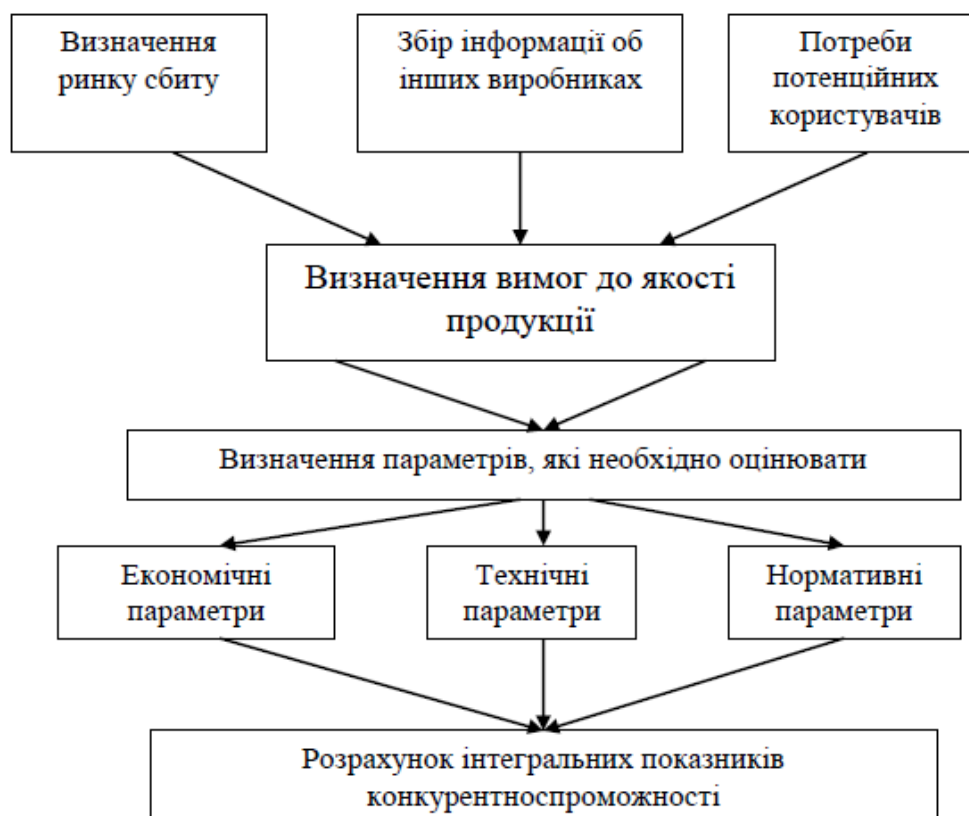 Визначення
ринку сбиту
Збір інформації об
інших виробниках
Потреби
потенційних
користувачів
Визначення вимог до якості
продукції
Визначення параметрів, які необхідно оцінювати
Економічні
параметри
Технічні
параметри
Нормативні
параметри
Розрахунок інтегральних показників
конкурентноспроможності